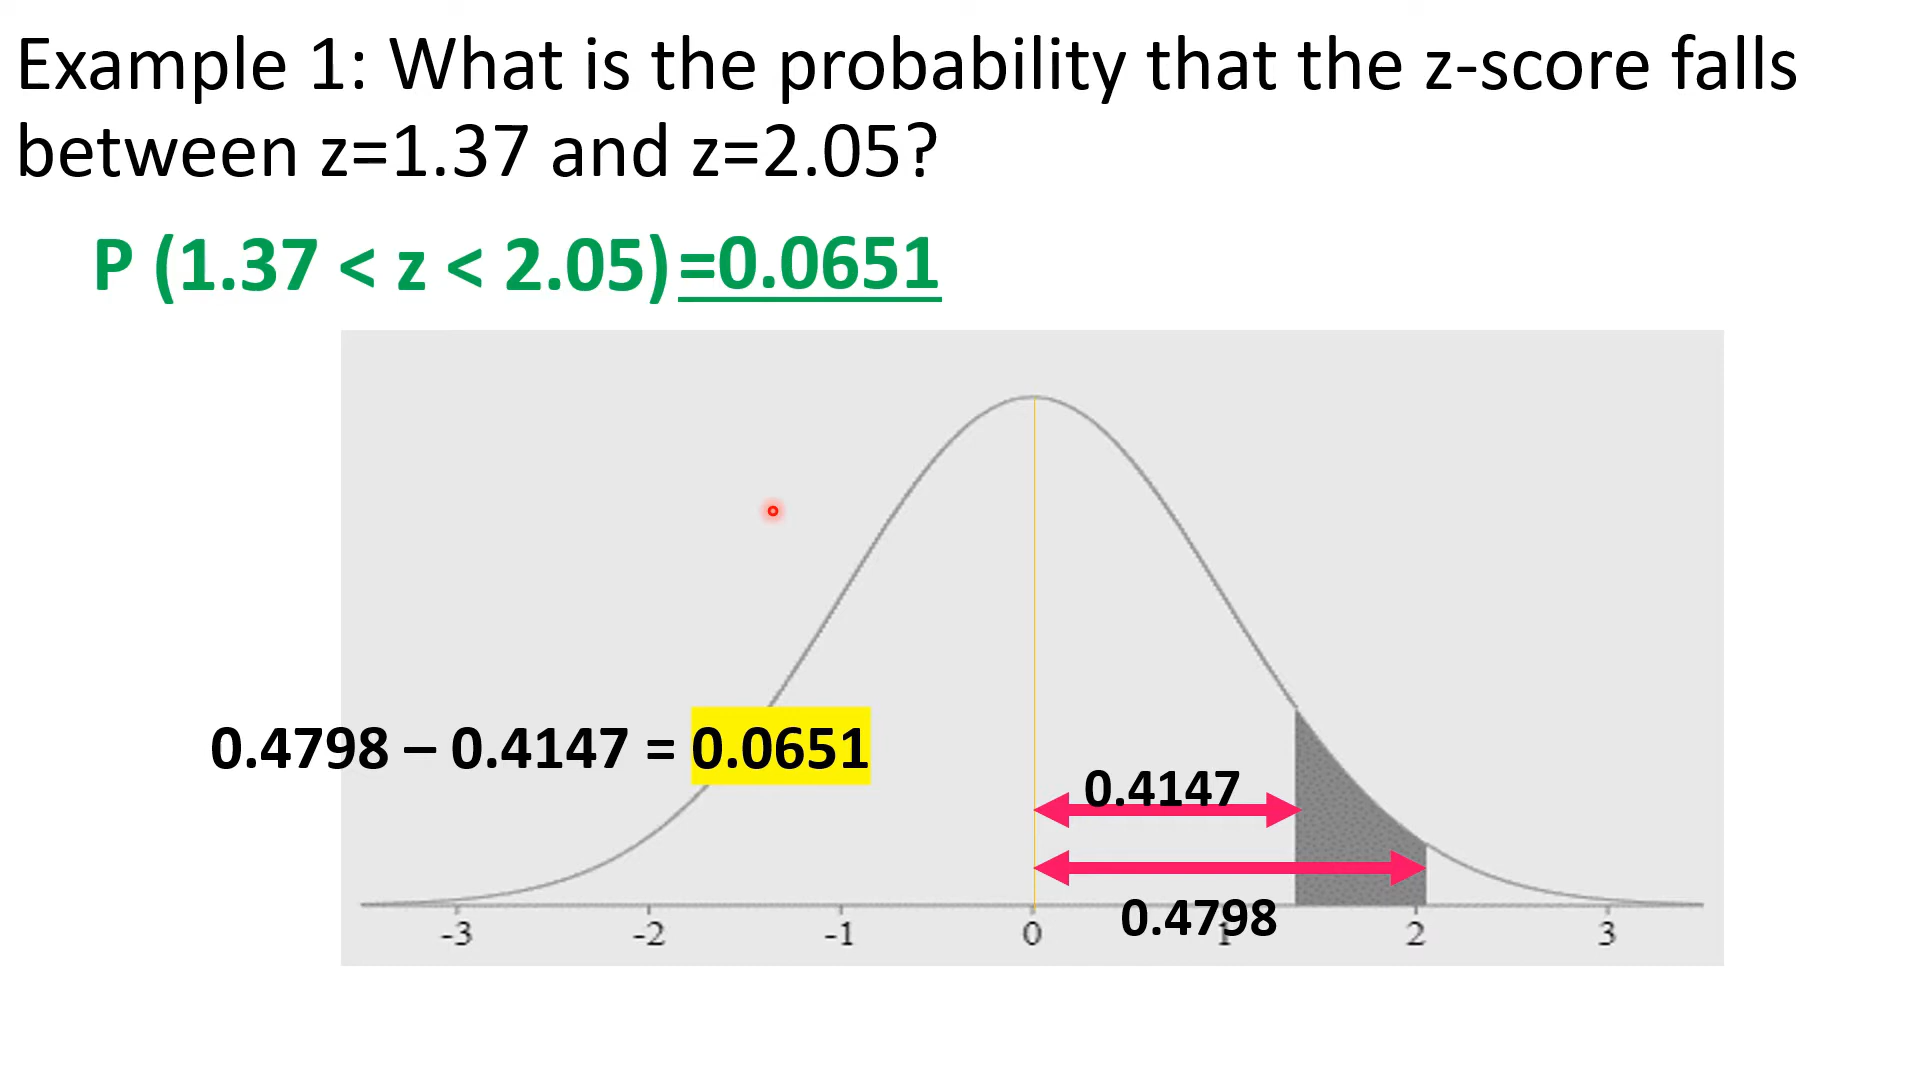 Example 1: What is the probability that the z-score falls
between z=1.37 and z=2.05?
P (1.37 < z < 2.05) =0.0651
0.4798 – 0.4147 = 0.0651
0.4147
0.4798
-3 -2 -1 0 1 2 3